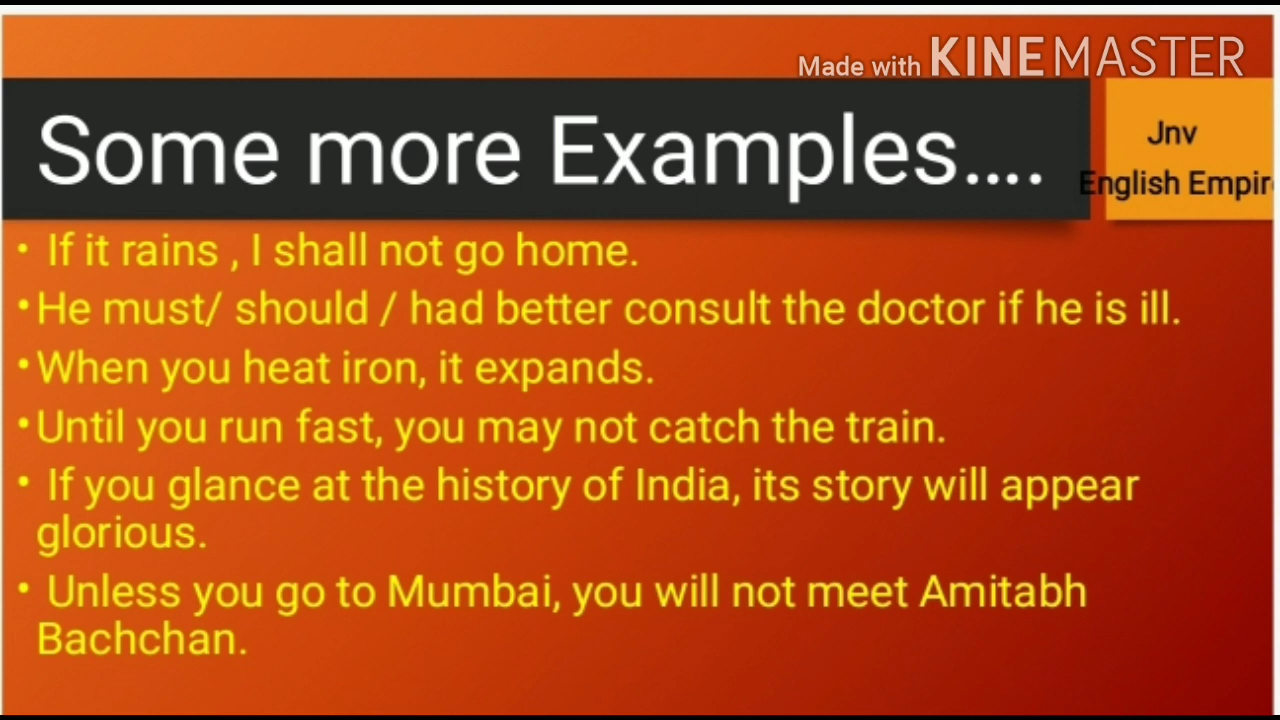 Made with KINEMASTER
Some more Examples....
Jnv
English Empir
• If it rains , I shall not go home.
• He must/ should / had better consult the doctor if he is ill.
• When you heat iron, it expands.
• Until you run fast, you may not catch the train.
• If you glance at the history of India, its story will appear
glorious.
• Unless you go to Mumbai, you will not meet Amitabh
Bachchan.